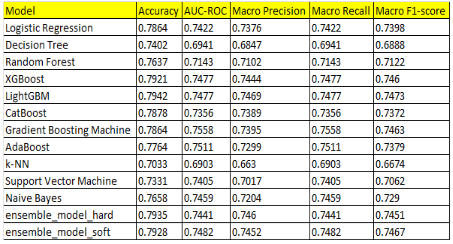 Model Accuracy AUC-ROC Macro Precision Macro Recall Macro F1-score
Logistic Regression 0.7864 0.7422 0.7376 0.7422 0.7398
Decision Tree 0.7402 0.6941 0.6847 0.6941 0.6888
Random Forest 0.7637 0.7143 0.7102 0.7143 0.7122
XGBoost 0.7921 0.7477 0.7444 0.7477 0.746
LightGBM 0.7942 0.7477 0.7469 0.7477 0.7473
CatBoost 0.7878 0.7356 0.7389 0.7356 0.7372
Gradient Boosting Machine 0.7864 0.7558 0.7395 0.7558 0.7463
AdaBoost 0.7764 0.7511 0.7299 0.7511 0.7379
k-NN 0.7033 0.6903 0.663 0.6903 0.6674
Support Vector Machine 0.7331 0.7405 0.7017 0.7405 0.7062
Naive Bayes 0.7658 0.7459 0.7204 0.7459 0.729
ensemble_model_hard 0.7935 0.7441 0.746 0.7441 0.7451
ensemble_model_soft 0.7928 0.7482 0.7452 0.7482 0.7467